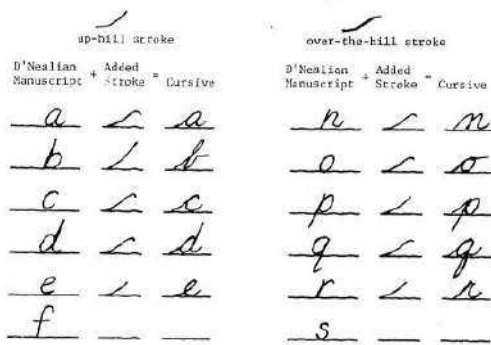 up-hill stroke
D'Nealian Manuscript + Added Stroke = Cursive
a a
b b
c c
d d
e e
f
over-the-hill stroke
D'Nealian Manuscript + Added Stroke = Cursive
n n
o o
p p
q q
r r
s